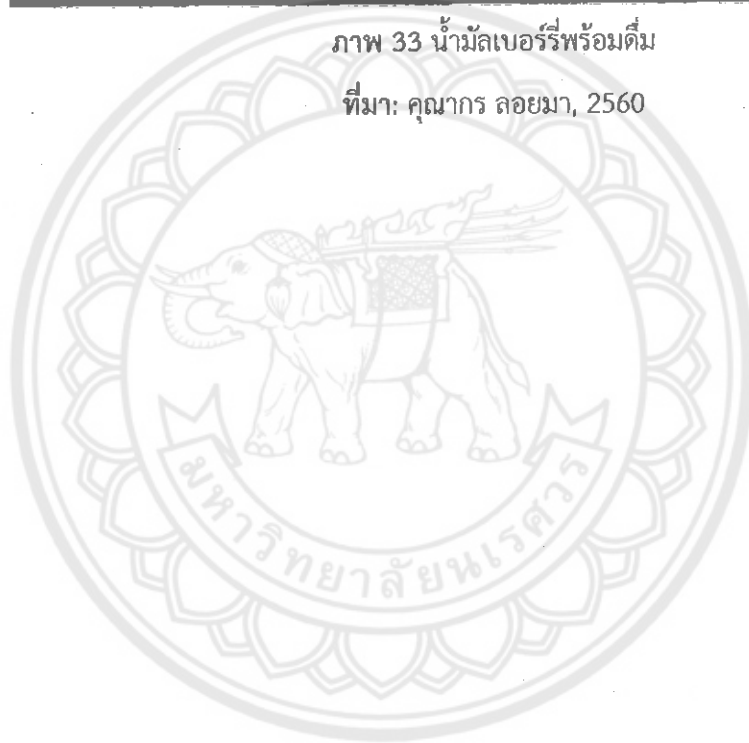 ภาพ 33 น้ำมัลเบอร์รี่พร้อมดื่ม
ที่มา: คุณากร ลอยมา, 2560
มหาวิทยาลัยนเรศวร